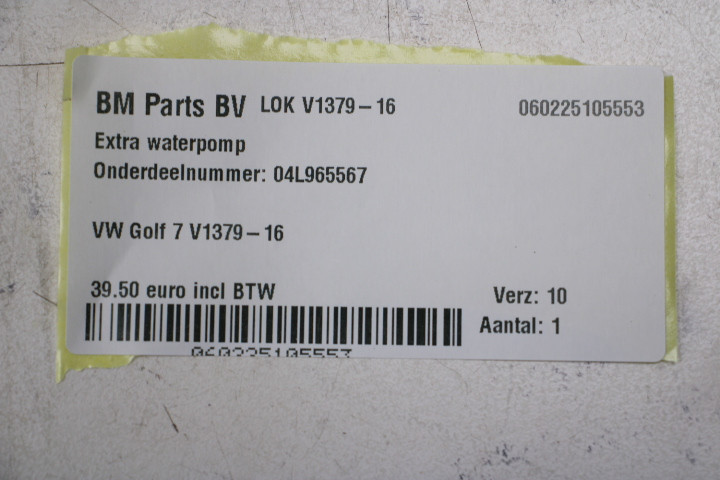 BM Parts BV LOK V1379-16 060225105553
Extra waterpomp
Onderdeelnummer: 04L965567
VW Golf 7 V1379-16
39.50 euro incl BTW Verz: 10
Aantal: 1
060225105553